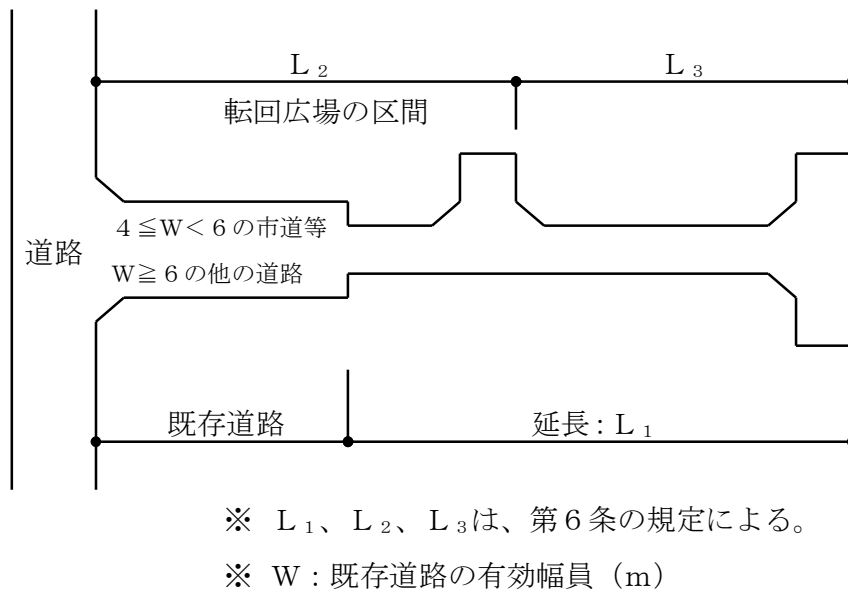 L₂
L₃
転回広場の区間
4≦W<6の市道等
道路
W≧6の他の道路
既存道路
延長:L₁
※ L₁、L₂、L₃は、第6条の規定による。
※ W:既存道路の有効幅員(m)